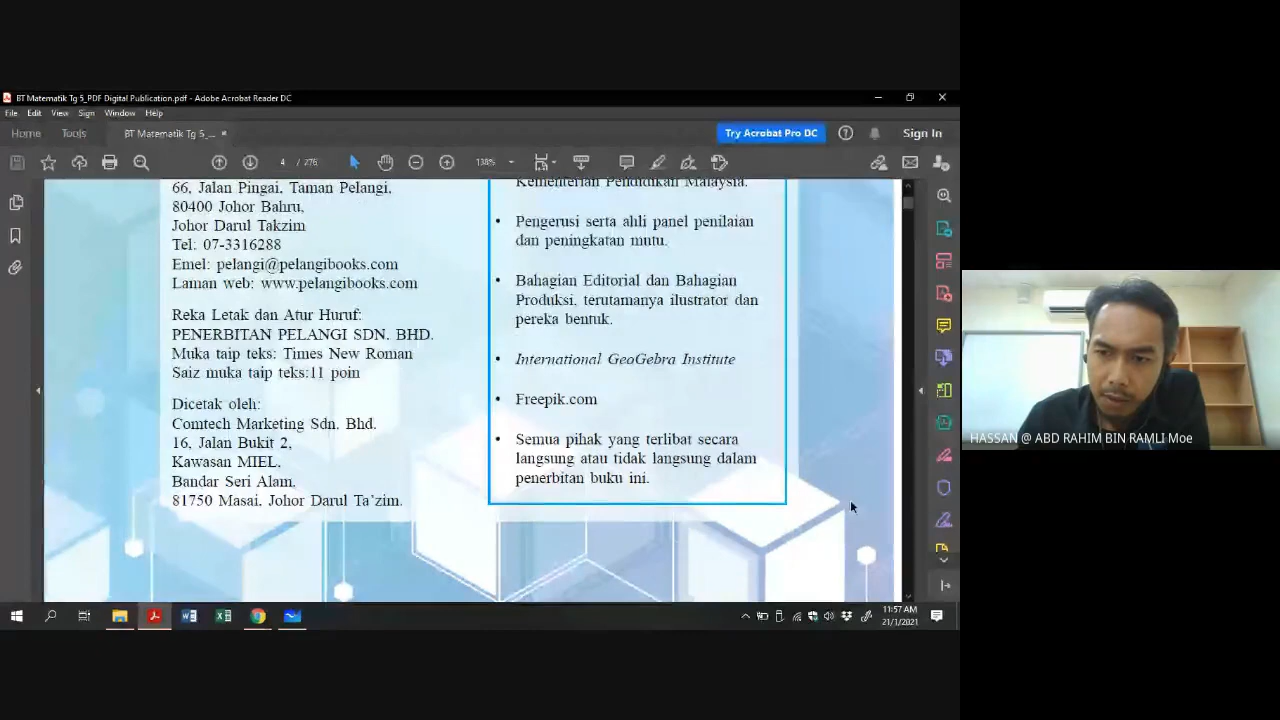 BT Matematik Tg 5_PDF Digital Publication.pdf - Adobe Acrobat Reader DC
File Edit View Sign Window Help
Home Tools BT Matematik Tg 5_... × Try Acrobat Pro DC Sign In
4 / 276 138%
66, Jalan Pingai, Taman Pelangi,
80400 Johor Bahru,
Johor Darul Takzim
Tel: 07-3316288
Emel: pelangi@pelangibooks.com
Laman web: www.pelangibooks.com
Reka Letak dan Atur Huruf:
PENERBITAN PELANGI SDN. BHD.
Muka taip teks: Times New Roman
Saiz muka taip teks:11 poin
Dicetak oleh:
Comtech Marketing Sdn. Bhd.
16, Jalan Bukit 2,
Kawasan MIEL,
Bandar Seri Alam,
81750 Masai, Johor Darul Ta’zim.
Kementerian Pendidikan Malaysia.
• Pengerusi serta ahli panel penilaian
dan peningkatan mutu.
• Bahagian Editorial dan Bahagian
Produksi, terutamanya ilustrator dan
pereka bentuk.
• International GeoGebra Institute
• Freepik.com
• Semua pihak yang terlibat secara
langsung atau tidak langsung dalam
penerbitan buku ini.
HASSAN @ ABD RAHIM BIN RAMLI Moe
11:57 AM
21/1/2021